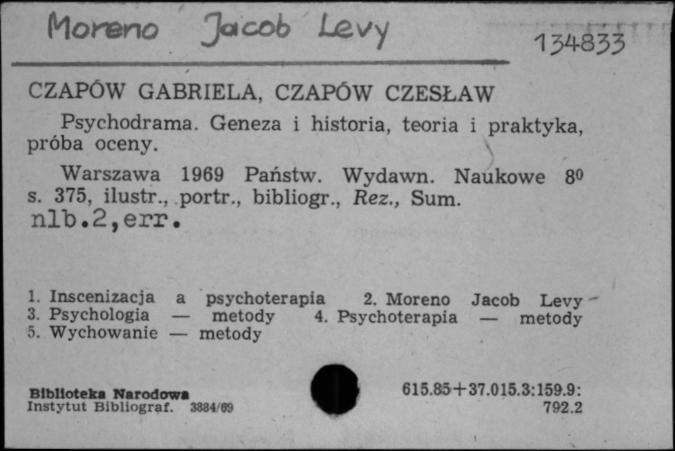 Moreno Jacob Levy
134833
CZAPÓW GABRIELA, CZAPÓW CZESŁAW
Psychodrama. Geneza i historia, teoria i praktyka,
próba oceny.
Warszawa 1969 Państw. Wydawn. Naukowe 8⁰
s. 375, ilustr., portr., bibliogr., Rez., Sum.
nlb.2,err.
1. Inscenizacja a psychoterapia 2. Moreno Jacob Levy
3. Psychologia — metody 4. Psychoterapia — metody
5. Wychowanie — metody
Biblioteka Narodowa
Instytut Bibliograf. 3884/69
615.85+37.015.3:159.9:
792.2